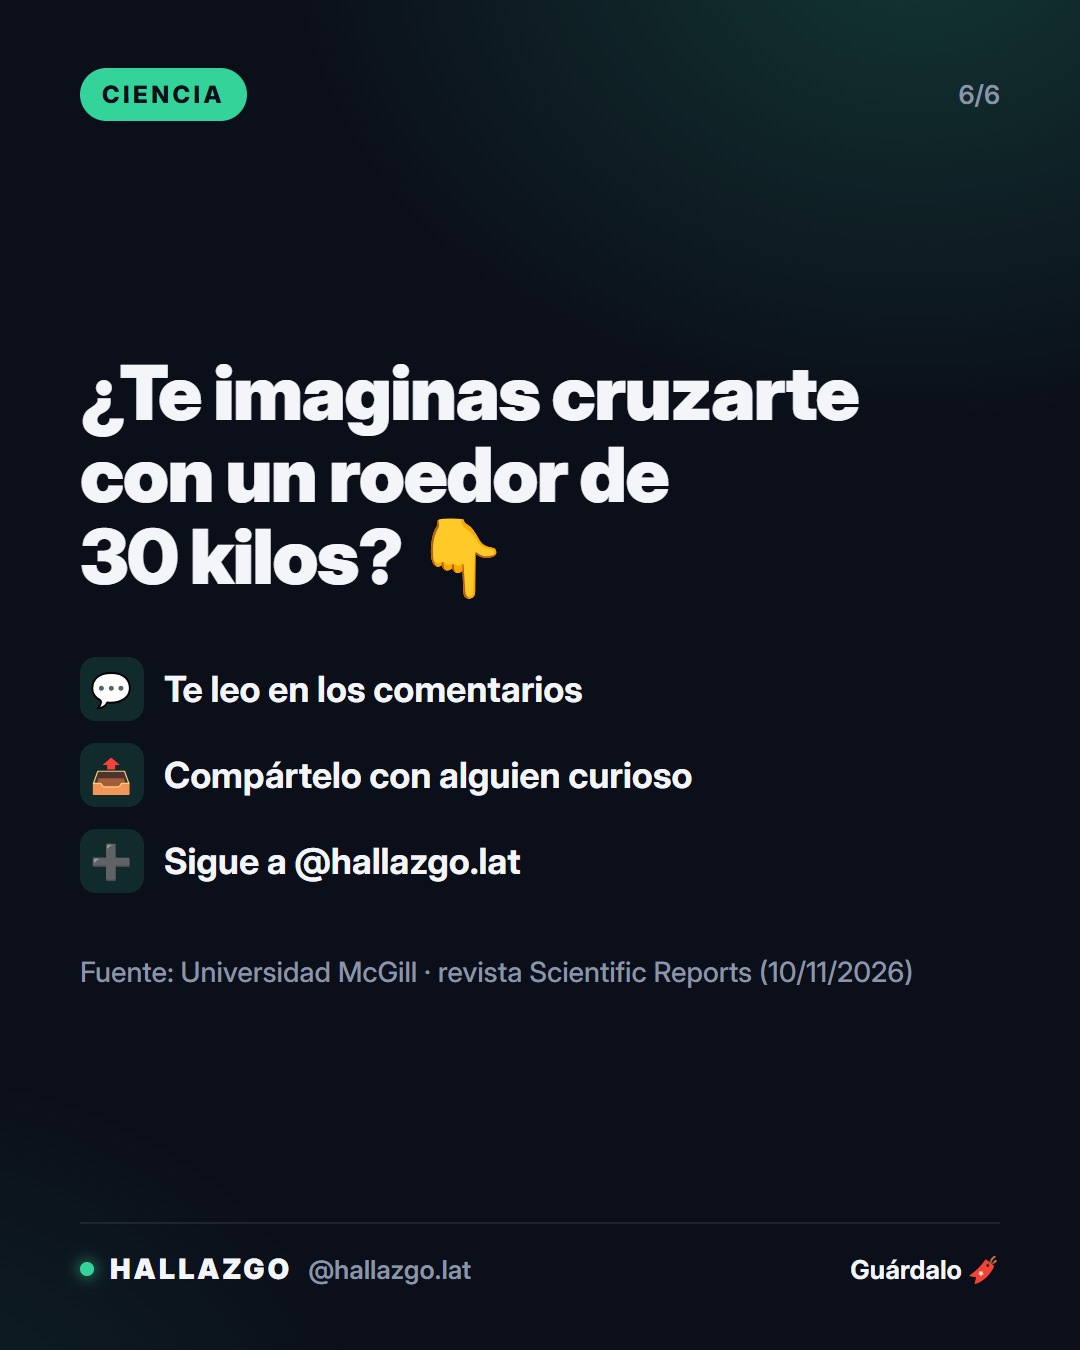 CIENCIA
6/6
¿Te imaginas cruzarte
con un roedor de
30 kilos? 👇
Te leo en los comentarios
Compártelo con alguien curioso
Sigue a @hallazgo.lat
Fuente: Universidad McGill · revista Scientific Reports (10/11/2026)
HALLAZGO @hallazgo.lat
Guárdalo